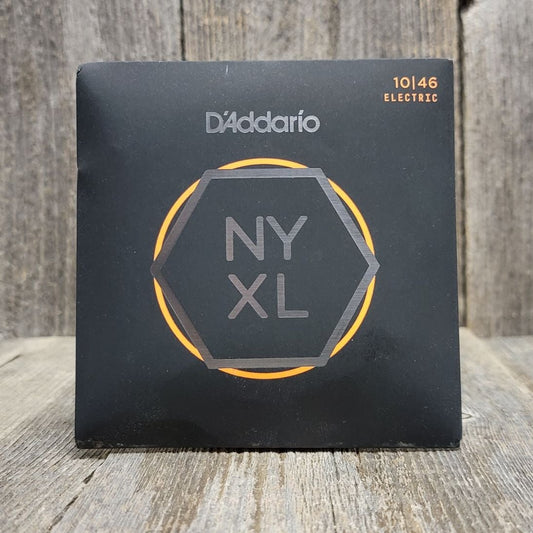 10|46
ELECTRIC
D'Addario
NY
XL